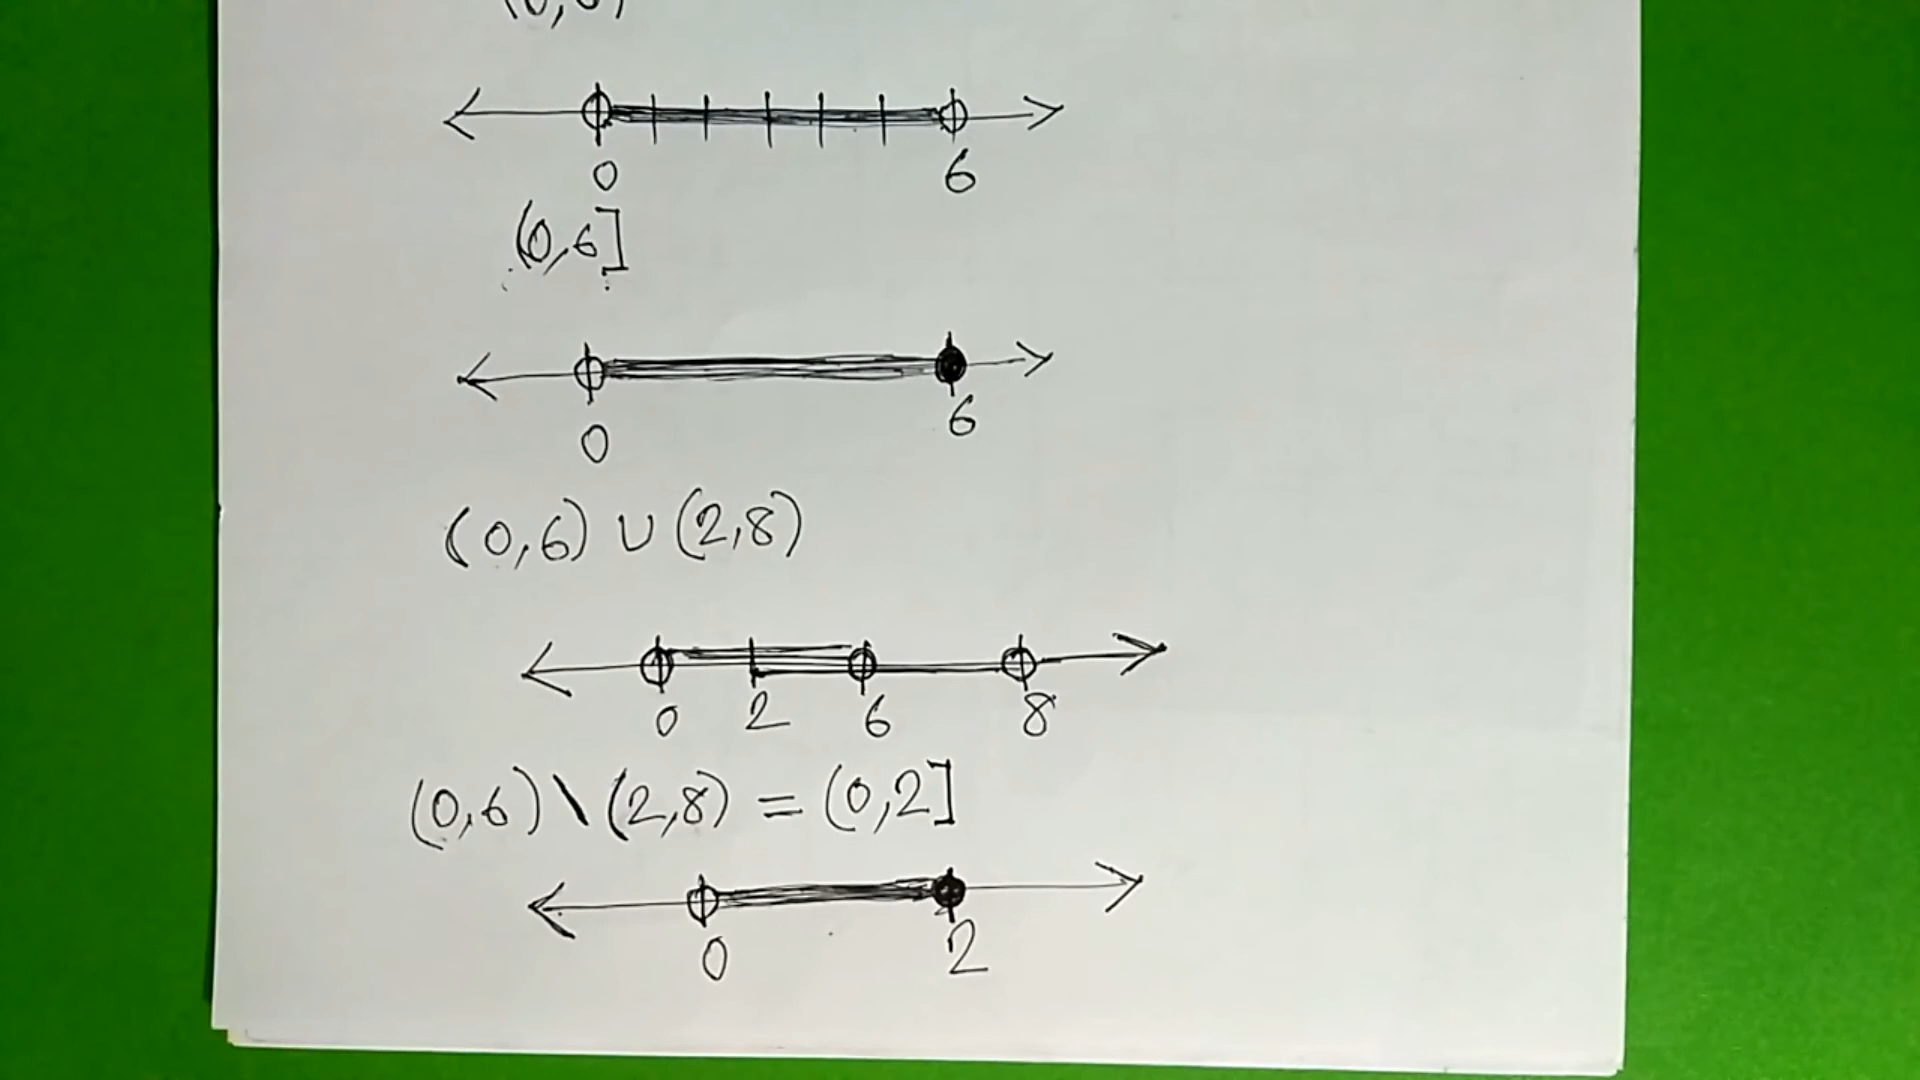 0 6
(0,6]
0 6
(0,6) ∪ (2,8)
0 2 6 8
(0,6) \ (2,8) = (0,2]
0 2